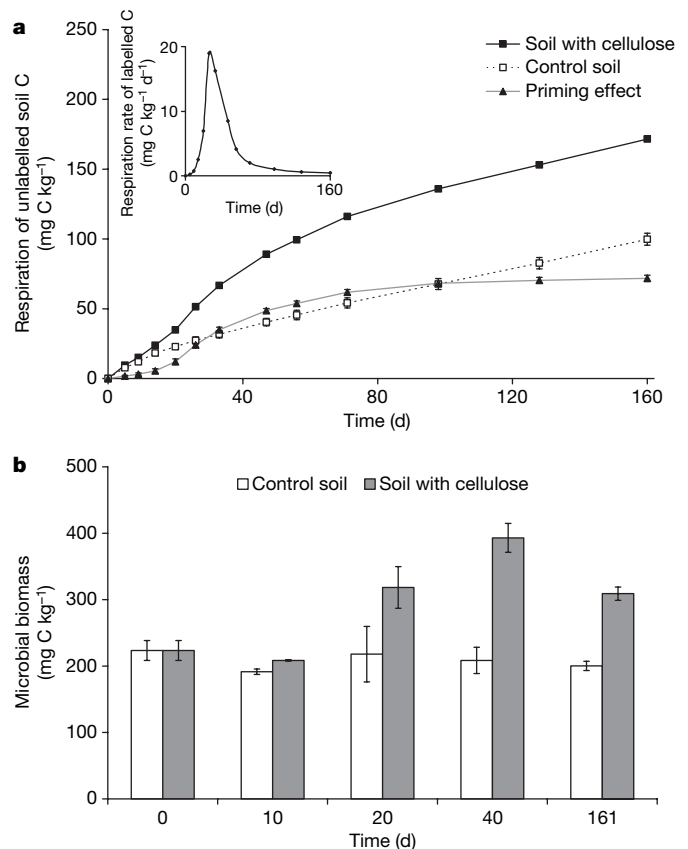 a
250
200
150
100
50
0
Respiration of unlabelled soil C
(mg C kg⁻¹)
0
40
80
120
160
Time (d)
Respiration rate of labelled C
(mg C kg⁻¹ d⁻¹)
20
10
0
0
160
Time (d)
Soil with cellulose
Control soil
Priming effect
b
500
400
300
200
100
0
Microbial biomass
(mg C kg⁻¹)
Control soil
Soil with cellulose
0
10
20
40
161
Time (d)